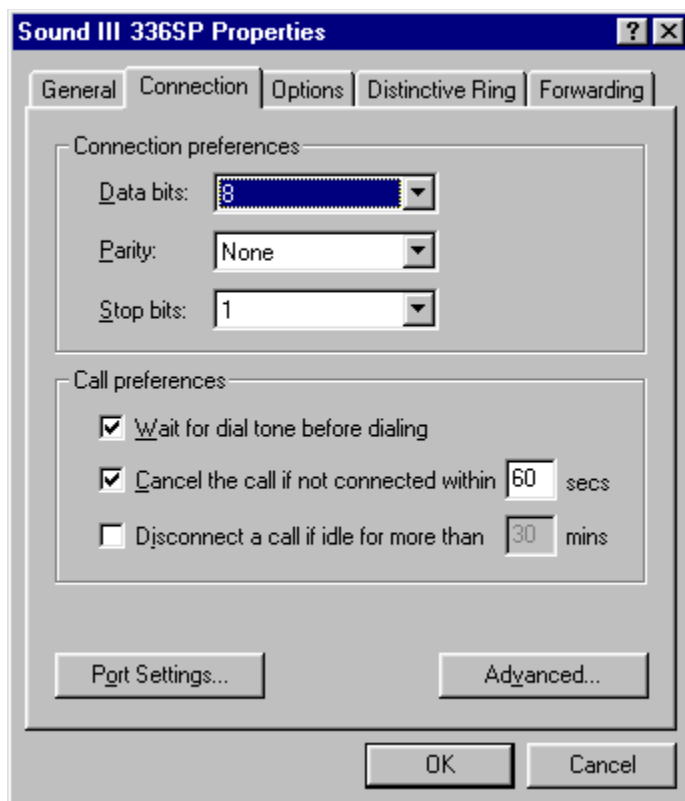 Sound III 336SP Properties
General Connection Options Distinctive Ring Forwarding
Connection preferences
Data bits: 8
Parity: None
Stop bits: 1
Call preferences
Wait for dial tone before dialing
Cancel the call if not connected within 60 secs
Disconnect a call if idle for more than 30 mins
Port Settings... Advanced...
OK Cancel